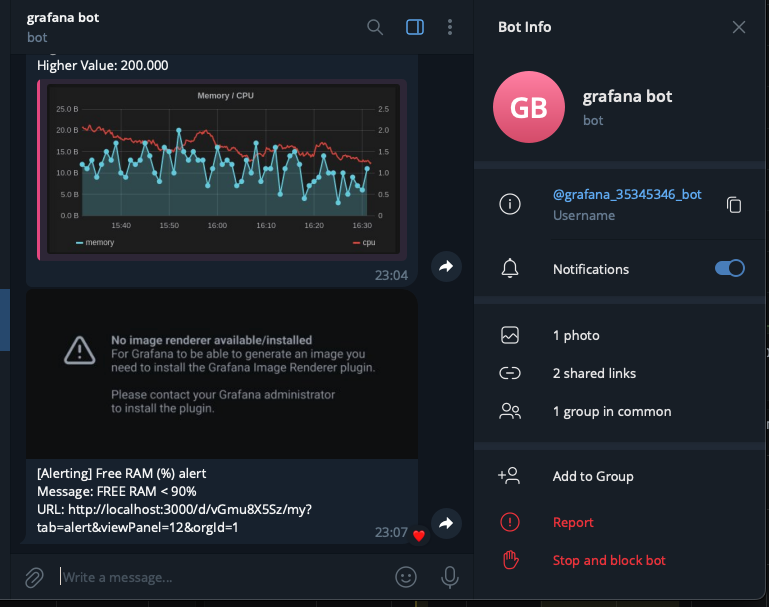 grafana bot
bot
Higher Value: 200.000
Memory / CPU
25.0 B
20.0 B
15.0 B
10.0 B
5.0 B
0.0 B
2.5
2.0
1.5
1.0
0.5
0
15:40 15:50 16:00 16:10 16:20 16:30
memory
cpu
23:04
No image renderer available/installed
For Grafana to be able to generate an image you
need to install the Grafana Image Renderer plugin.
Please contact your Grafana administrator
to install the plugin.
[Alerting] Free RAM (%) alert
Message: FREE RAM < 90%
URL: http://localhost:3000/d/vGmu8X5Sz/my?
tab=alert&viewPanel=12&orgId=1
23:07
Write a message...
Bot Info
GB
grafana bot
bot
@grafana_35345346_bot
Username
Notifications
1 photo
2 shared links
1 group in common
Add to Group
Report
Stop and block bot